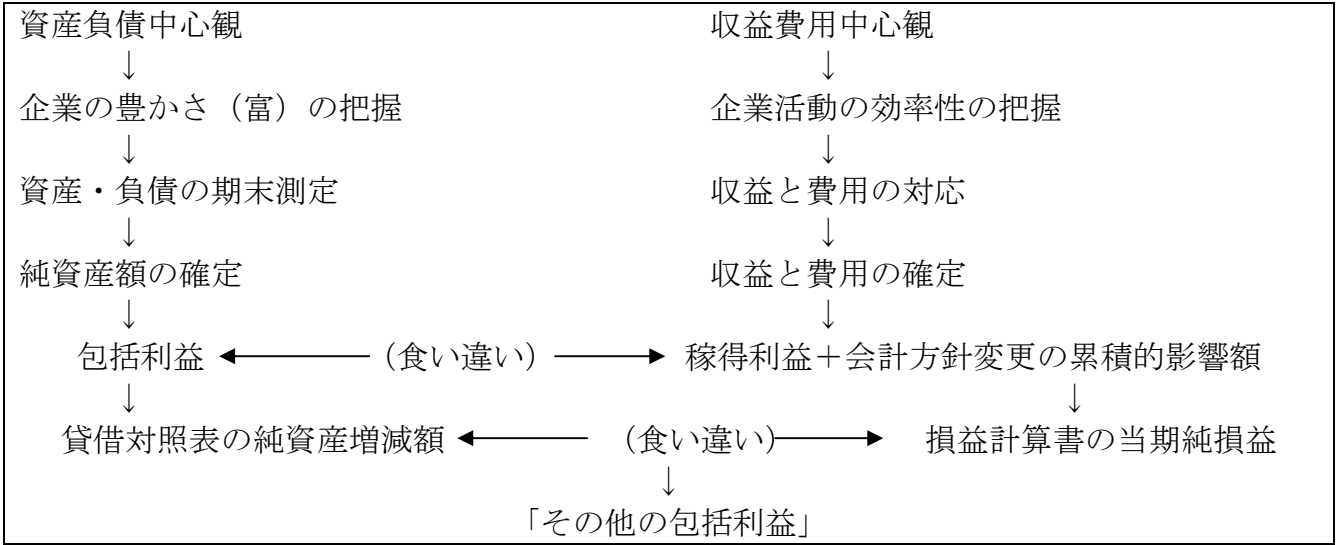 資産負債中心観 収益費用中心観
↓ ↓
企業の豊かさ（富）の把握 企業活動の効率性の把握
↓ ↓
資産・負債の期末測定 収益と費用の対応
↓ ↓
純資産額の確定 収益と費用の確定
↓ ↓
包括利益 ←（食い違い）→ 稼得利益＋会計方針変更の累積的影響額
↓ ↓
貸借対照表の純資産増減額 ←（食い違い）→ 損益計算書の当期純損益
↓
「その他の包括利益」